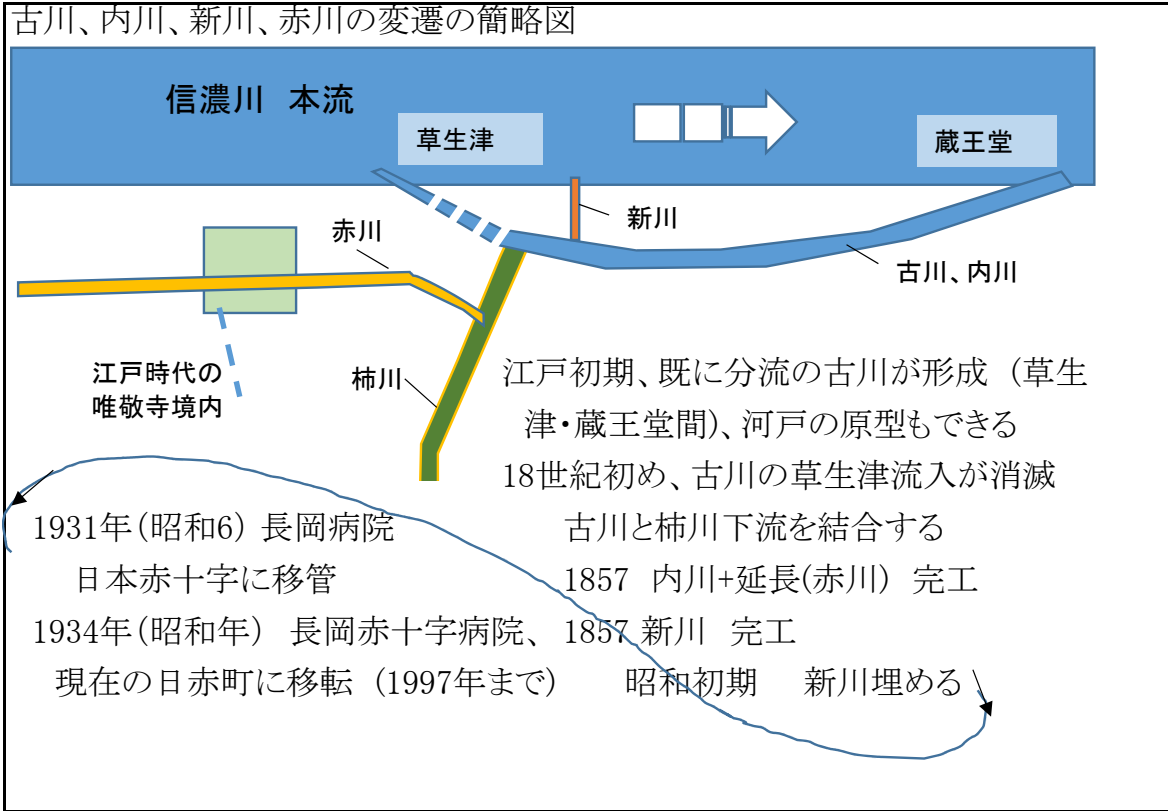 古川、内川、新川、赤川の変遷の簡略図
信濃川 本流
草生津
蔵王堂
新川
赤川
古川、内川
江戸時代の
唯敬寺境内
柿川
江戸初期、既に分流の古川が形成 (草生
津・蔵王堂間)、河戸の原型もできる
18世紀初め、古川の草生津流入が消滅
古川と柿川下流を結合する
1857 内川+延長(赤川) 完工
1857 新川 完工
昭和初期 新川埋める
1931年(昭和6) 長岡病院
日本赤十字に移管
1934年(昭和年) 長岡赤十字病院、
現在の日赤町に移転 (1997年まで)